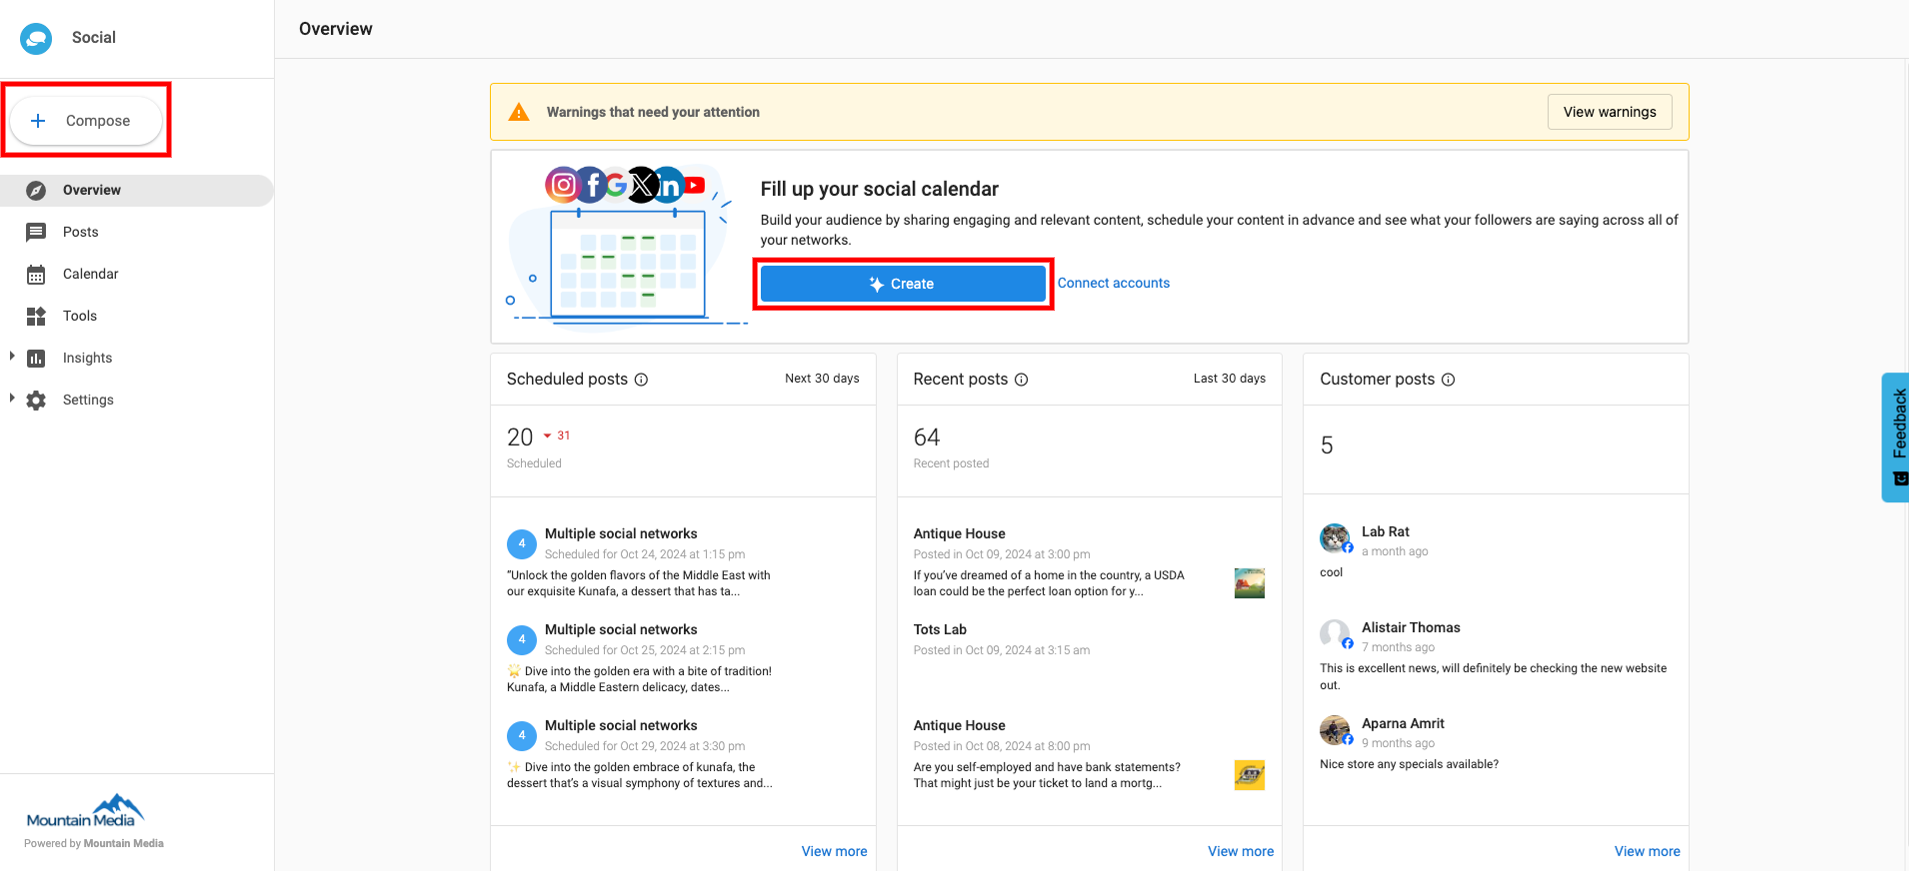 Social
Overview
Compose
Warnings that need your attention
View warnings
Overview
Posts
Calendar
Tools
Insights
Settings
Fill up your social calendar
Build your audience by sharing engaging and relevant content, schedule your content in advance and see what your followers are saying across all of
your networks.
Create
Connect accounts
Scheduled posts
Next 30 days
20
31
Scheduled
4
Multiple social networks
Scheduled for Oct 24, 2024 at 1:15 pm
"Unlock the golden flavors of the Middle East with
our exquisite Kunafa, a dessert that has ta...
4
Multiple social networks
Scheduled for Oct 25, 2024 at 2:15 pm
🌟 Dive into the golden era with a bite of tradition!
Kunafa, a Middle Eastern delicacy, dates...
4
Multiple social networks
Scheduled for Oct 29, 2024 at 3:30 pm
✨ Dive into the golden embrace of kunafa, the
dessert that's a visual symphony of textures and...
View more
Recent posts
Last 30 days
64
Recent posted
Antique House
Posted in Oct 09, 2024 at 3:00 pm
If you've dreamed of a home in the country, a USDA
loan could be the perfect loan option for y...
Tots Lab
Posted in Oct 09, 2024 at 3:15 am
Antique House
Posted in Oct 08, 2024 at 8:00 pm
Are you self-employed and have bank statements?
That might just be your ticket to land a mortg...
View more
Customer posts
5
Lab Rat
a month ago
cool
Alistair Thomas
7 months ago
This is excellent news, will definitely be checking the new website
out.
Aparna Amrit
9 months ago
Nice store any specials available?
View more
Feedback
Mountain Media
Powered by Mountain Media